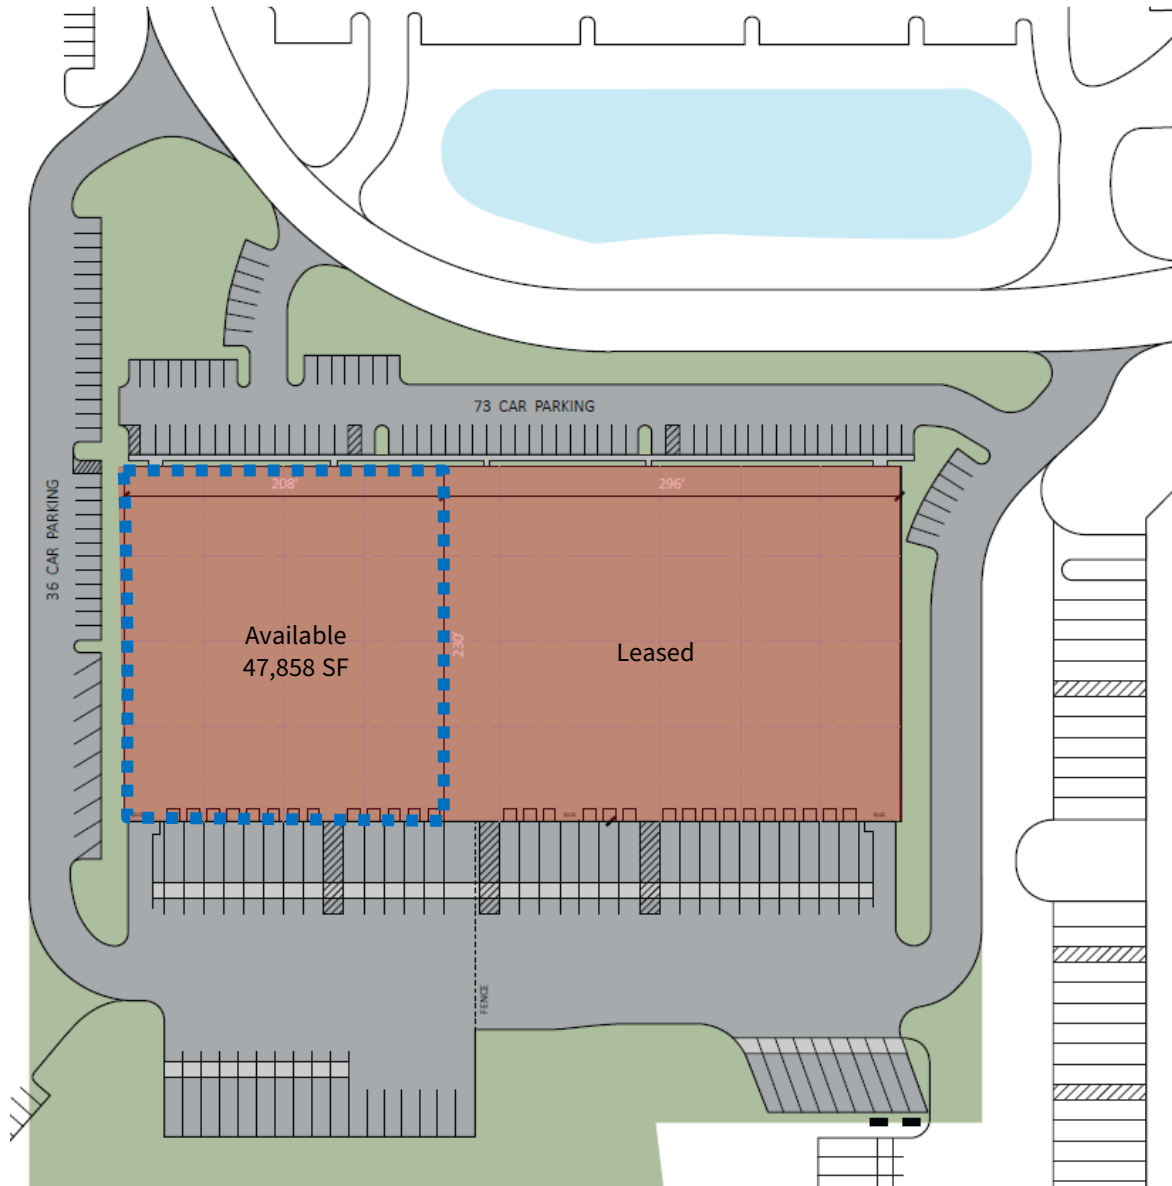 73 CAR PARKING
208'
296'
36 CAR PARKING
Available
47,858 SF
230'
Leased
FENCE